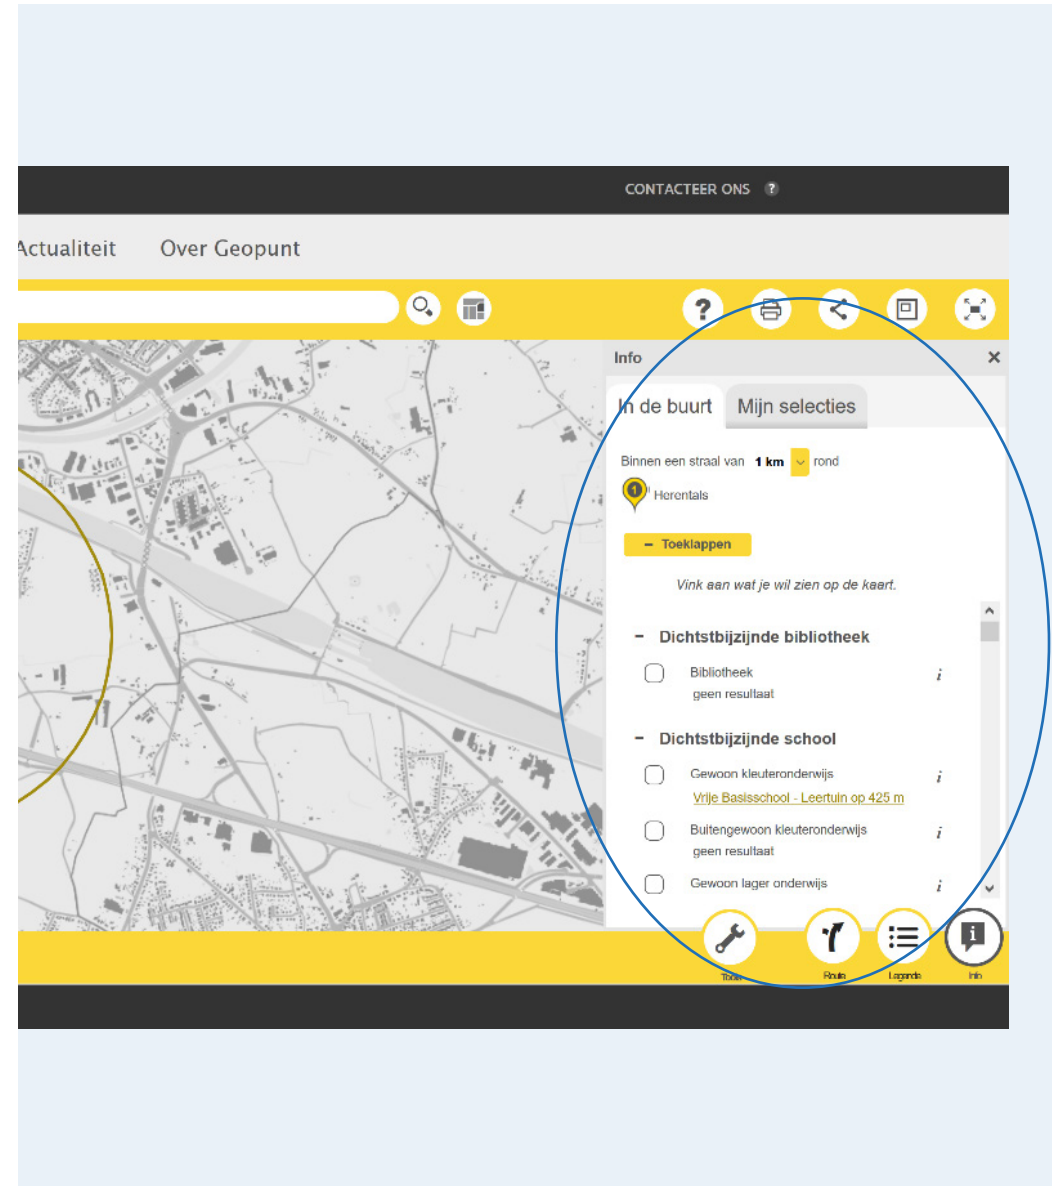 CONTACTEER ONS ?
Actualiteit Over Geopunt
?
Info
In de buurt Mijn selecties
Binnen een straal van 1 km rond
1 Herentals
− Toeklappen
Vink aan wat je wil zien op de kaart.
− Dichtstbijzijnde bibliotheek
Bibliotheek i
geen resultaat
− Dichtstbijzijnde school
Gewoon kleuteronderwijs i
Vrije Basisschool - Leertuin op 425 m
Buitengewoon kleuteronderwijs i
geen resultaat
Gewoon lager onderwijs i
Route Legende Info